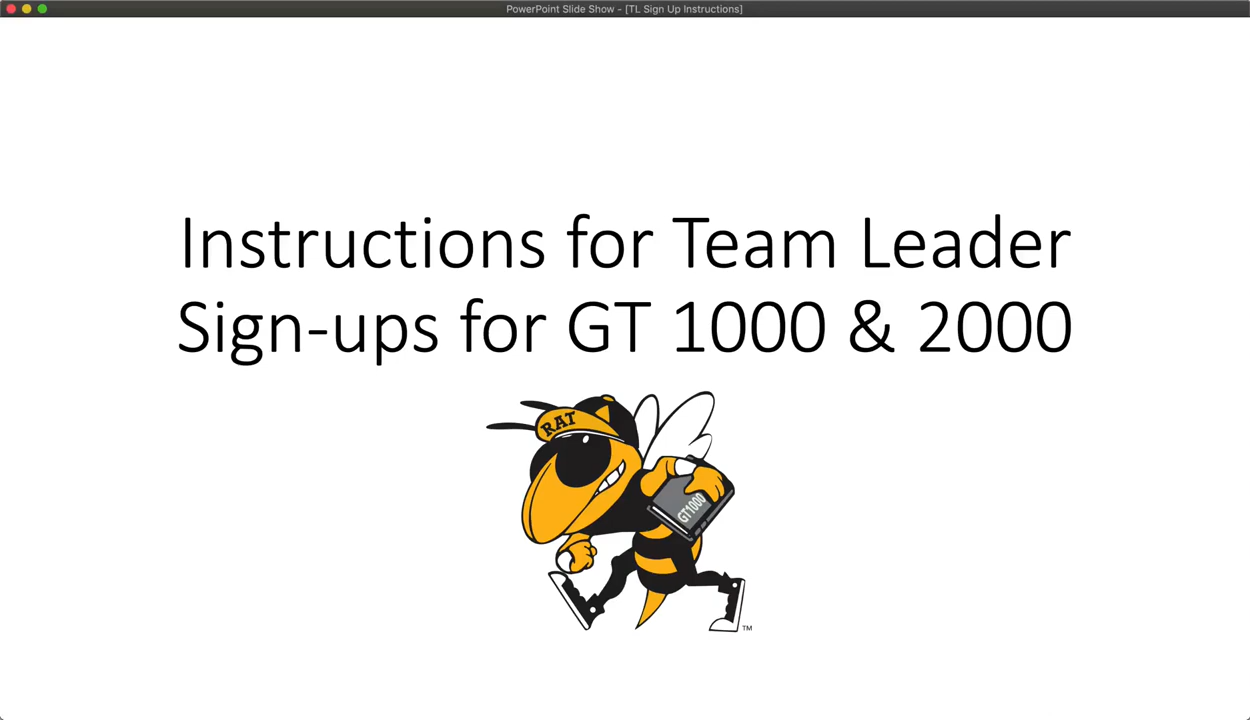 PowerPoint Slide Show - [TL Sign Up Instructions]
Instructions for Team Leader
Sign-ups for GT 1000 & 2000
RAT
GT1000
TM